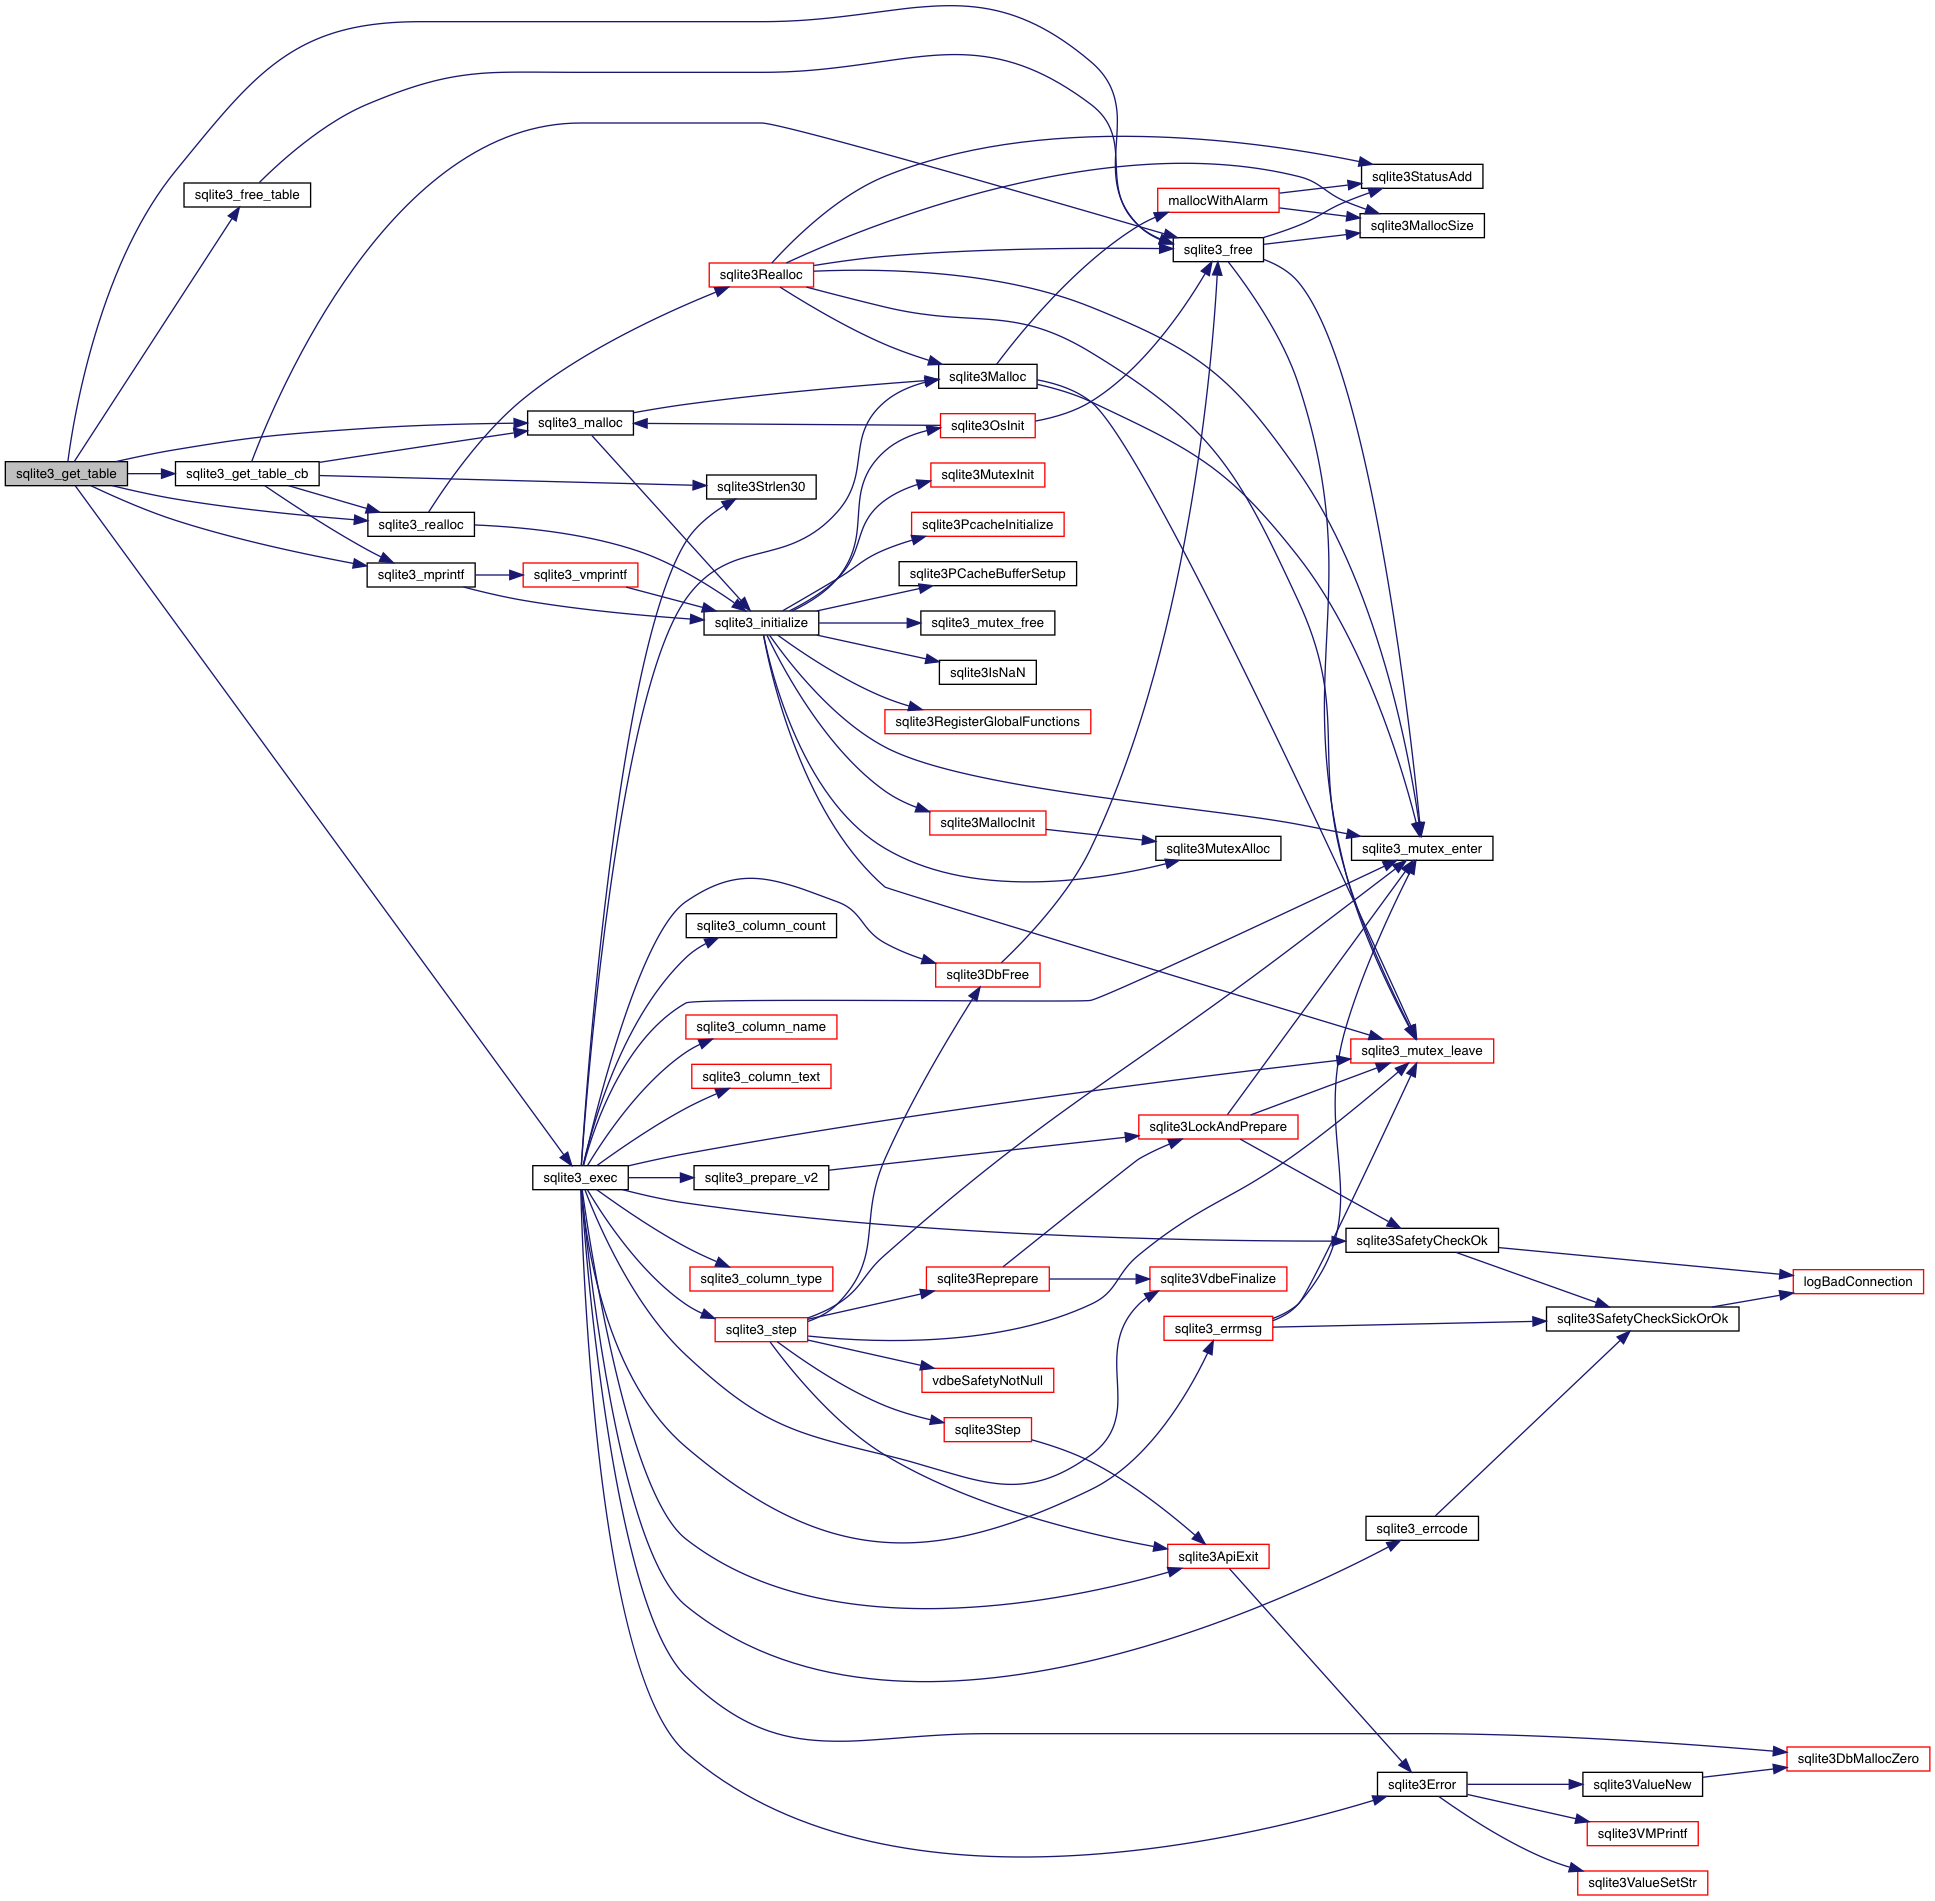 sqlite3StatusAdd
sqlite3_free_table
mallocWithAlarm
sqlite3MallocSize
sqlite3_free
sqlite3Realloc
sqlite3Malloc
sqlite3_malloc
sqlite3OsInit
sqlite3_get_table
sqlite3_get_table_cb
sqlite3MutexInit
sqlite3Strlen30
sqlite3_realloc
sqlite3PcacheInitialize
sqlite3_mprintf
sqlite3_vmprintf
sqlite3PCacheBufferSetup
sqlite3_initialize
sqlite3_mutex_free
sqlite3IsNaN
sqlite3RegisterGlobalFunctions
sqlite3MallocInit
sqlite3MutexAlloc
sqlite3_mutex_enter
sqlite3_column_count
sqlite3DbFree
sqlite3_column_name
sqlite3_mutex_leave
sqlite3_column_text
sqlite3LockAndPrepare
sqlite3_exec
sqlite3_prepare_v2
sqlite3SafetyCheckOk
sqlite3_column_type
sqlite3Reprepare
sqlite3VdbeFinalize
logBadConnection
sqlite3_step
sqlite3_errmsg
sqlite3SafetyCheckSickOrOk
vdbeSafetyNotNull
sqlite3Step
sqlite3_errcode
sqlite3ApiExit
sqlite3DbMallocZero
sqlite3Error
sqlite3ValueNew
sqlite3VMPrintf
sqlite3ValueSetStr